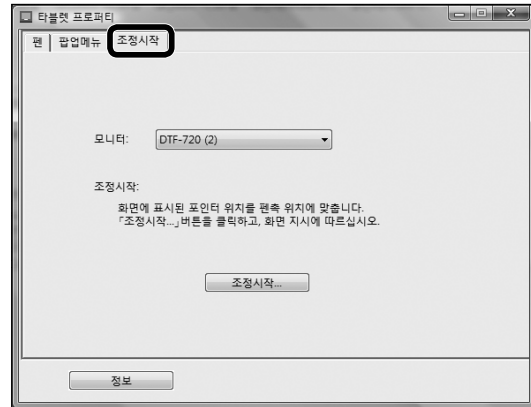 타블렛 프로퍼티
펜 팝업메뉴 조정시작
모니터: DTF-720 (2)
조정시작:
화면에 표시된 포인터 위치를 펜촉 위치에 맞춥니다.
「조정시작...」버튼을 클릭하고, 화면 지시에 따르십시오.
조정시작...
정보